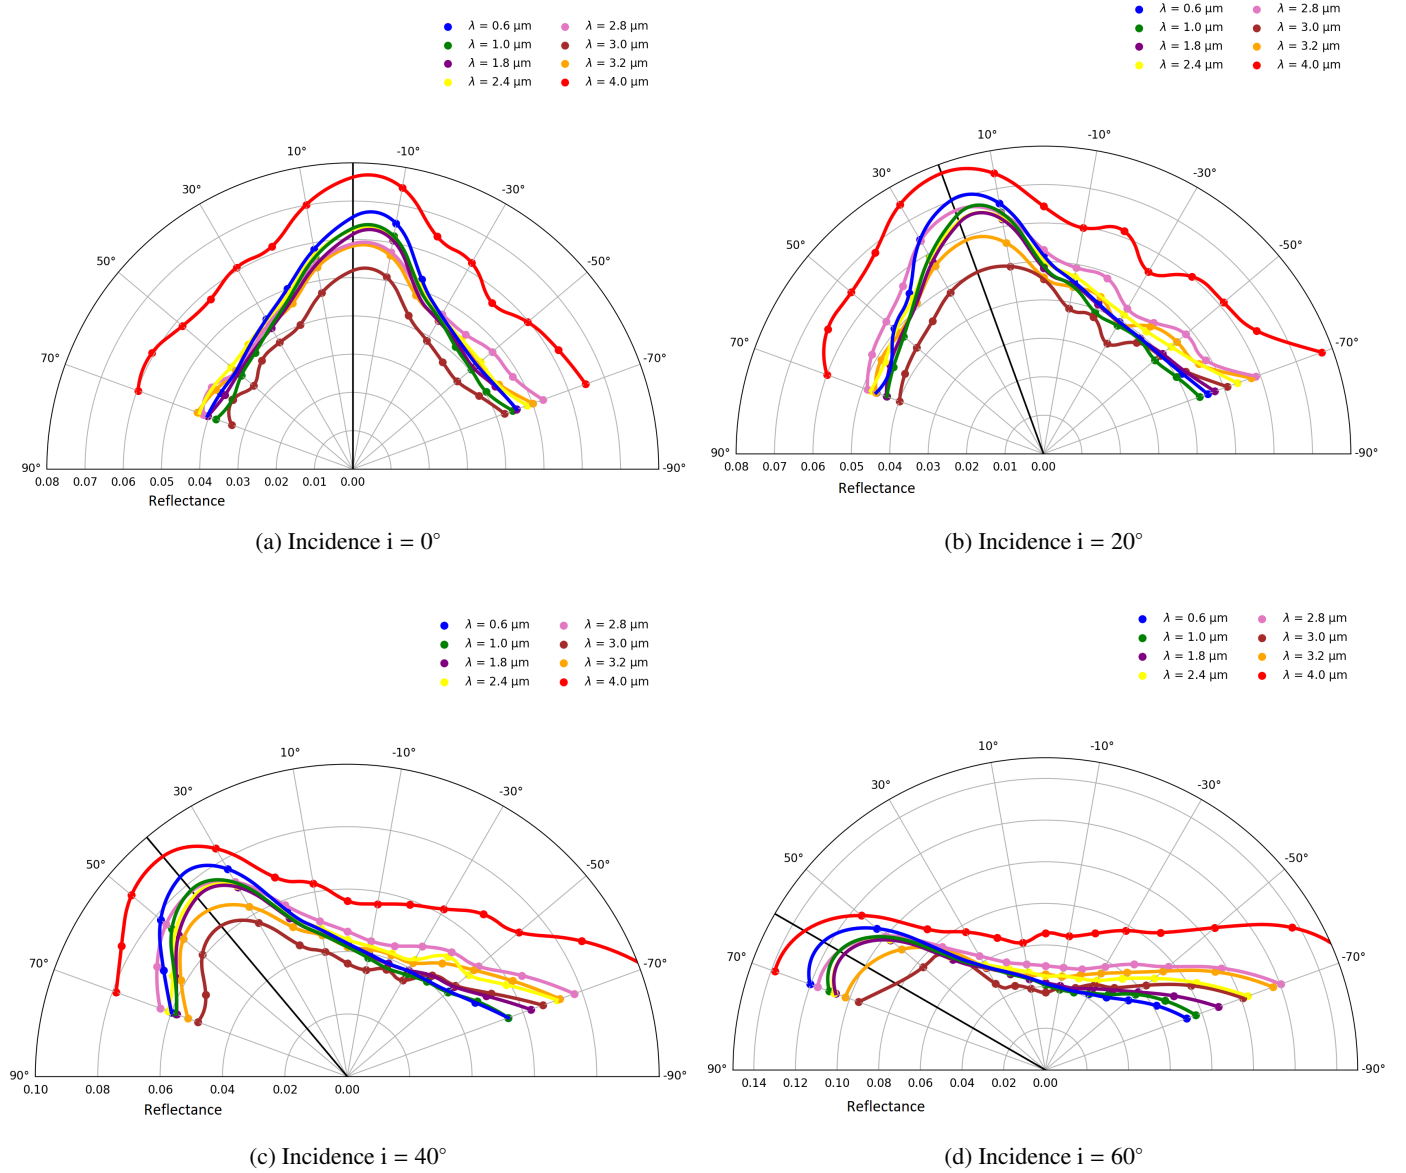 λ = 0.6 μm λ = 2.8 μm
λ = 1.0 μm λ = 3.0 μm
λ = 1.8 μm λ = 3.2 μm
λ = 2.4 μm λ = 4.0 μm
10° -10°
30° -30°
50° -50°
70° -70°
90° -90°
0.08 0.07 0.06 0.05 0.04 0.03 0.02 0.01 0.00
Reflectance
(a) Incidence i = 0°
λ = 0.6 μm λ = 2.8 μm
λ = 1.0 μm λ = 3.0 μm
λ = 1.8 μm λ = 3.2 μm
λ = 2.4 μm λ = 4.0 μm
10° -10°
30° -30°
50° -50°
70° -70°
90° -90°
0.08 0.07 0.06 0.05 0.04 0.03 0.02 0.01 0.00
Reflectance
(b) Incidence i = 20°
λ = 0.6 μm λ = 2.8 μm
λ = 1.0 μm λ = 3.0 μm
λ = 1.8 μm λ = 3.2 μm
λ = 2.4 μm λ = 4.0 μm
10° -10°
30° -30°
50° -50°
70° -70°
90° -90°
0.10 0.08 0.06 0.04 0.02 0.00
Reflectance
(c) Incidence i = 40°
λ = 0.6 μm λ = 2.8 μm
λ = 1.0 μm λ = 3.0 μm
λ = 1.8 μm λ = 3.2 μm
λ = 2.4 μm λ = 4.0 μm
10° -10°
30° -30°
50° -50°
70° -70°
90° -90°
0.14 0.12 0.10 0.08 0.06 0.04 0.02 0.00
Reflectance
(d) Incidence i = 60°